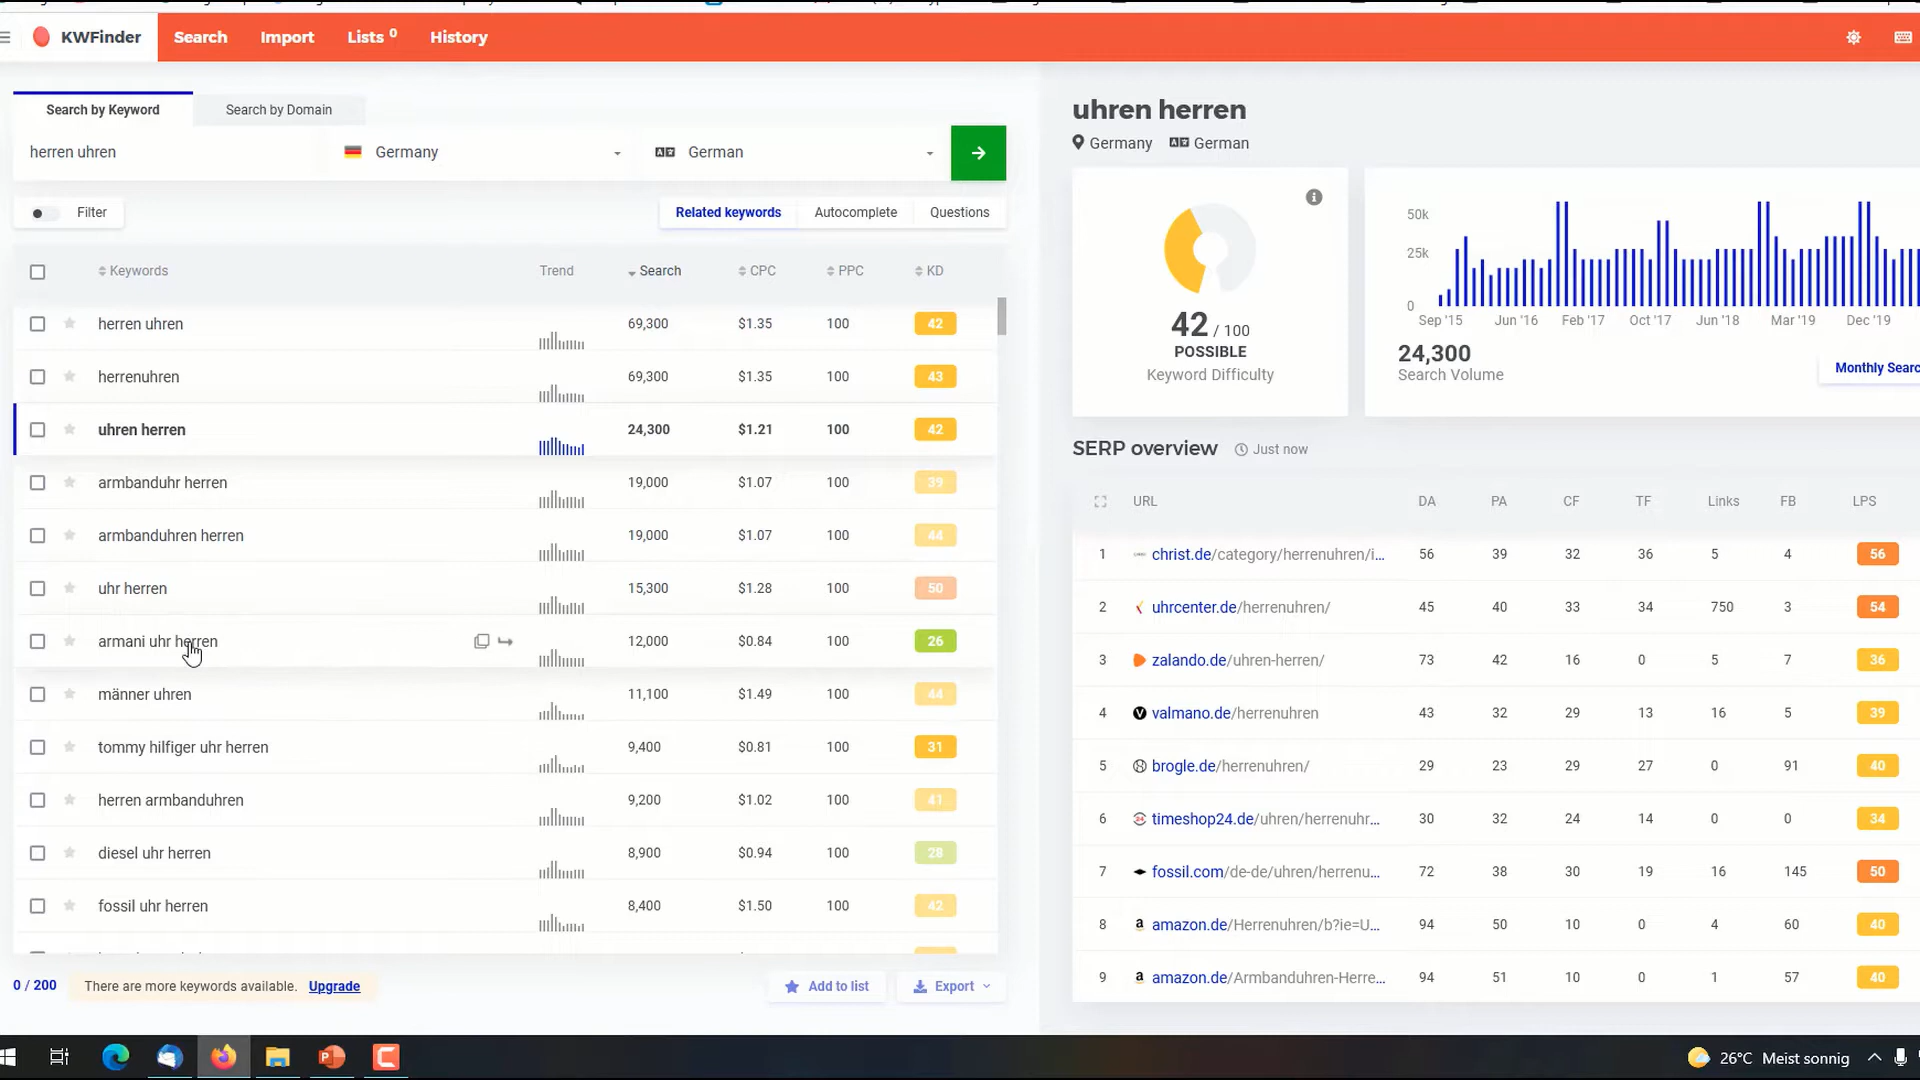 KWFinder Search Import Lists 0 History
Search by Keyword Search by Domain
herren uhren Germany German
Filter Related keywords Autocomplete Questions
Keywords Trend Search CPC PPC KD
herren uhren 69,300 $1.35 100 42
herrenuhren 69,300 $1.35 100 43
uhren herren 24,300 $1.21 100 42
armbanduhr herren 19,000 $1.07 100 39
armbanduhren herren 19,000 $1.07 100 44
uhr herren 15,300 $1.28 100 50
armani uhr herren 12,000 $0.84 100 26
männer uhren 11,100 $1.49 100 44
tommy hilfiger uhr herren 9,400 $0.81 100 31
herren armbanduhren 9,200 $1.02 100 41
diesel uhr herren 8,900 $0.94 100 28
fossil uhr herren 8,400 $1.50 100 42
0 / 200 There are more keywords available. Upgrade Add to list Export
uhren herren
Germany German
42 / 100
POSSIBLE
Keyword Difficulty
50k
25k
0
Sep '15 Jun '16 Feb '17 Oct '17 Jun '18 Mar '19 Dec '19
24,300
Search Volume
Monthly Searc
SERP overview Just now
URL DA PA CF TF Links FB LPS
1 christ.de/category/herrenuhren/i... 56 39 32 36 5 4 56
2 uhrcenter.de/herrenuhren/ 45 40 33 34 750 3 54
3 zalando.de/uhren-herren/ 73 42 16 0 5 7 36
4 valmano.de/herrenuhren 43 32 29 13 16 5 39
5 brogle.de/herrenuhren/ 29 23 29 27 0 91 40
6 timeshop24.de/uhren/herrenuhr... 30 32 24 14 0 0 34
7 fossil.com/de-de/uhren/herrenu... 72 38 30 19 16 145 50
8 amazon.de/Herrenuhren/b?ie=U... 94 50 10 0 4 60 40
9 amazon.de/Armbanduhren-Herre... 94 51 10 0 1 57 40
26°C Meist sonnig